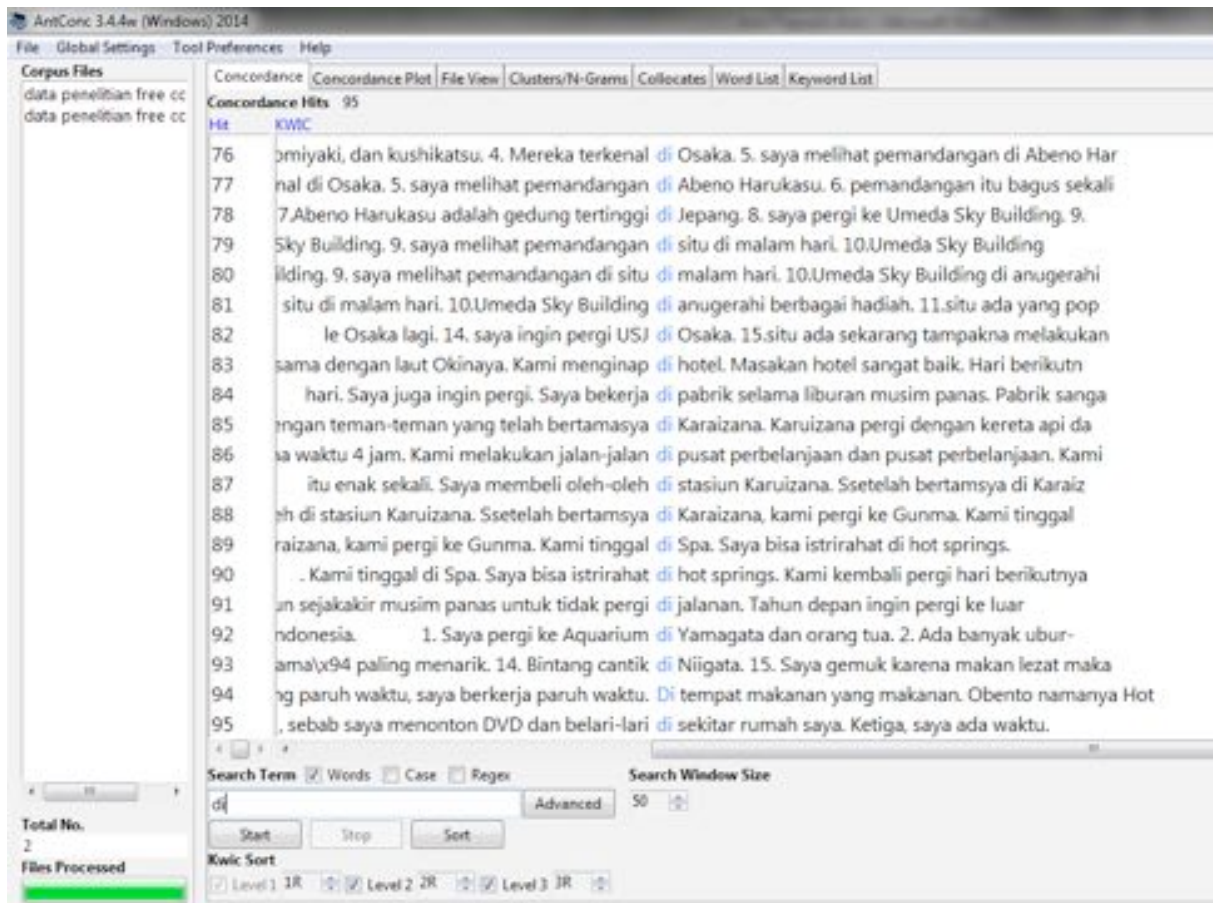 AntConc 3.4.4w (Windows) 2014
File Global Settings Tool Preferences Help
Corpus Files
data penelitian free cc
data penelitian free cc
Concordance Concordance Plot File View Clusters/N-Grams Collocates Word List Keyword List
Concordance Hits 95
Hit KWIC
76 omiyaki, dan kushikatsu. 4. Mereka terkenal di Osaka. 5. saya melihat pemandangan di Abeno Har
77 nal di Osaka. 5. saya melihat pemandangan di Abeno Harukasu. 6. pemandangan itu bagus sekali
78 7.Abeno Harukasu adalah gedung tertinggi di Jepang. 8. saya pergi ke Umeda Sky Building. 9.
79 Sky Building. 9. saya melihat pemandangan di situ di malam hari. 10.Umeda Sky Building
80 ilding. 9. saya melihat pemandangan di situ di malam hari. 10.Umeda Sky Building di anugerahi
81 situ di malam hari. 10.Umeda Sky Building di anugerahi berbagai hadiah. 11.situ ada yang pop
82 le Osaka lagi. 14. saya ingin pergi USJ di Osaka. 15.situ ada sekarang tampakna melakukan
83 sama dengan laut Okinaya. Kami menginap di hotel. Masakan hotel sangat baik. Hari berikutn
84 hari. Saya juga ingin pergi. Saya bekerja di pabrik selama liburan musim panas. Pabrik sanga
85 engan teman-teman yang telah bertamasya di Karaizana. Karuizana pergi dengan kereta api da
86 na waktu 4 jam. Kami melakukan jalan-jalan di pusat perbelanjaan dan pusat perbelanjaan. Kami
87 itu enak sekali. Saya membeli oleh-oleh di stasiun Karuizana. Ssetelah bertamsya di Karaiz
88 eh di stasiun Karuizana. Ssetelah bertamsya di Karaizana, kami pergi ke Gunma. Kami tinggal
89 raizana, kami pergi ke Gunma. Kami tinggal di Spa. Saya bisa istrirahat di hot springs.
90 . Kami tinggal di Spa. Saya bisa istrirahat di hot springs. Kami kembali pergi hari berikutnya
91 un sejakakir musim panas untuk tidak pergi di jalanan. Tahun depan ingin pergi ke luar
92 ndonesia. 1. Saya pergi ke Aquarium di Yamagata dan orang tua. 2. Ada banyak ubur-
93 ama\x94 paling menarik. 14. Bintang cantik di Niigata. 15. Saya gemuk karena makan lezat maka
94 ng paruh waktu, saya berkerja paruh waktu. Di tempat makanan yang makanan. Obento namanya Hot
95 , sebab saya menonton DVD dan belari-lari di sekitar rumah saya. Ketiga, saya ada waktu.
Search Term Words Case Regex Search Window Size
di Advanced 50
Start Stop Sort
Total No.
2
Files Processed
Kwic Sort
Level 1 1R Level 2 2R Level 3 3R